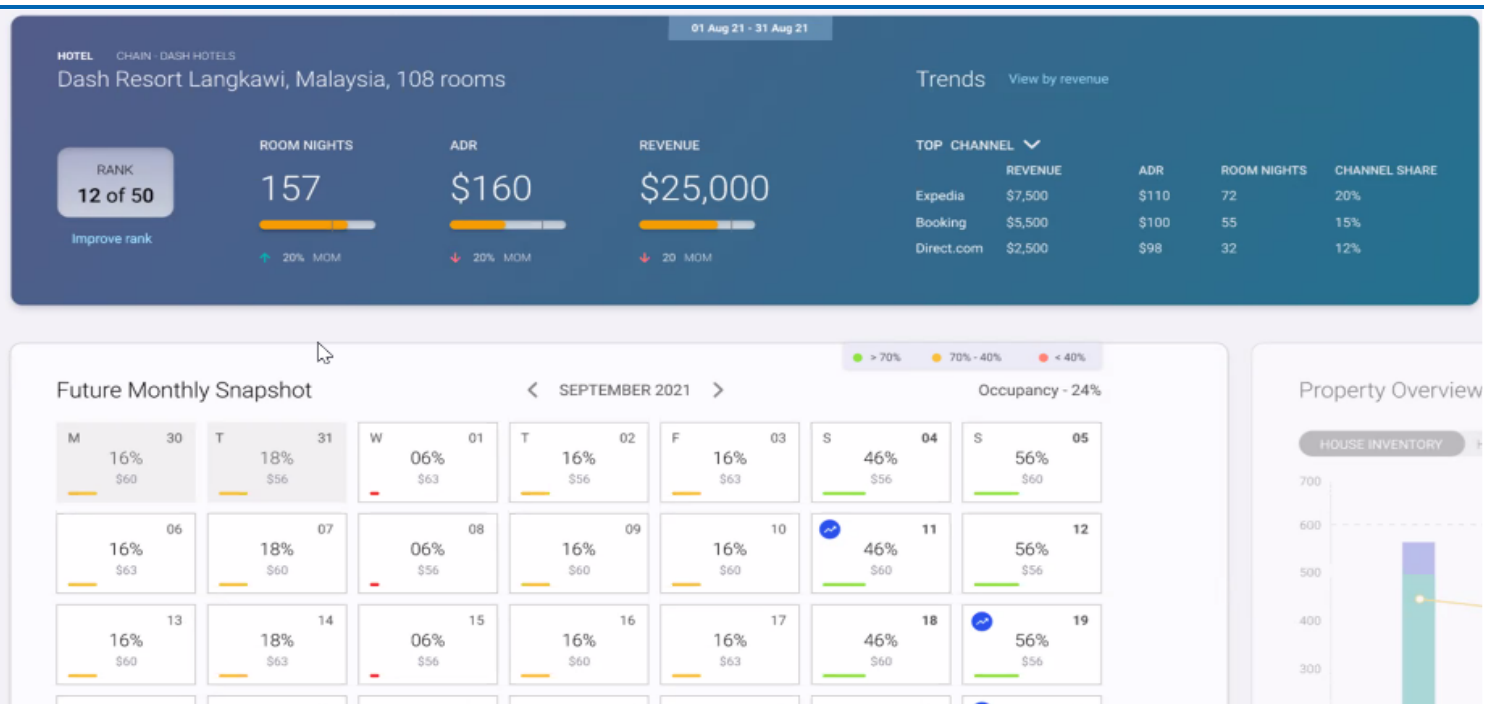 01 Aug 21 - 31 Aug 21
HOTEL CHAIN - DASH HOTELS
Dash Resort Langkawi, Malaysia, 108 rooms
Trends View by revenue
RANK
12 of 50
Improve rank
ROOM NIGHTS
157
20% MOM
ADR
$160
20% MOM
REVENUE
$25,000
20 MOM
TOP CHANNEL
REVENUE ADR ROOM NIGHTS CHANNEL SHARE
Expedia $7,500 $110 72 20%
Booking $5,500 $100 55 15%
Direct.com $2,500 $98 32 12%
> 70% 70% - 40% < 40%
Future Monthly Snapshot SEPTEMBER 2021 Occupancy - 24%
M 30 T 31 W 01 T 02 F 03 S 04 S 05
16% 18% 06% 16% 16% 46% 56%
$60 $56 $63 $56 $63 $56 $60
06 07 08 09 10 11 12
16% 18% 06% 16% 16% 46% 56%
$63 $60 $56 $60 $60 $60 $56
13 14 15 16 17 18 19
16% 18% 06% 16% 16% 46% 56%
$60 $63 $56 $60 $63 $60 $56
Property Overview
HOUSE INVENTORY
700
600
500
400
300